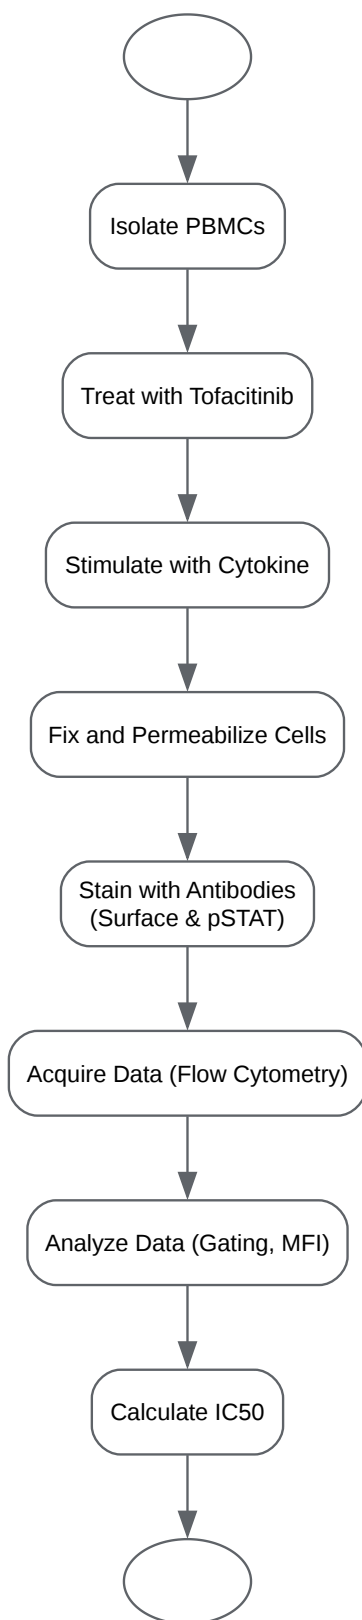 Isolate PBMCs
Treat with Tofacitinib
Stimulate with Cytokine
Fix and Permeabilize Cells
Stain with Antibodies
(Surface & pSTAT)
Acquire Data (Flow Cytometry)
Analyze Data (Gating, MFI)
Calculate IC50